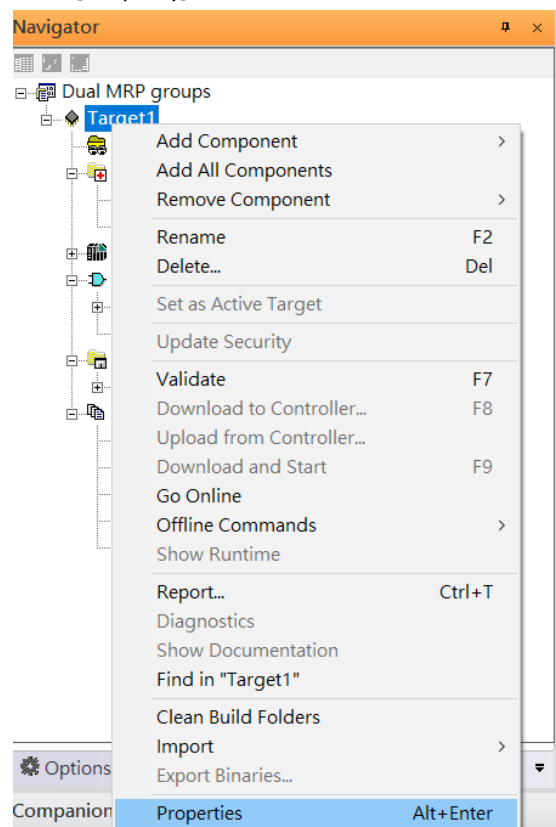 Navigator
Dual MRP groups
Target1
Add Component
Add All Components
Remove Component
Rename F2
Delete... Del
Set as Active Target
Update Security
Validate F7
Download to Controller... F8
Upload from Controller...
Download and Start F9
Go Online
Offline Commands
Show Runtime
Report... Ctrl+T
Diagnostics
Show Documentation
Find in "Target1"
Clean Build Folders
Import
Options
Export Binaries...
Companion
Properties Alt+Enter